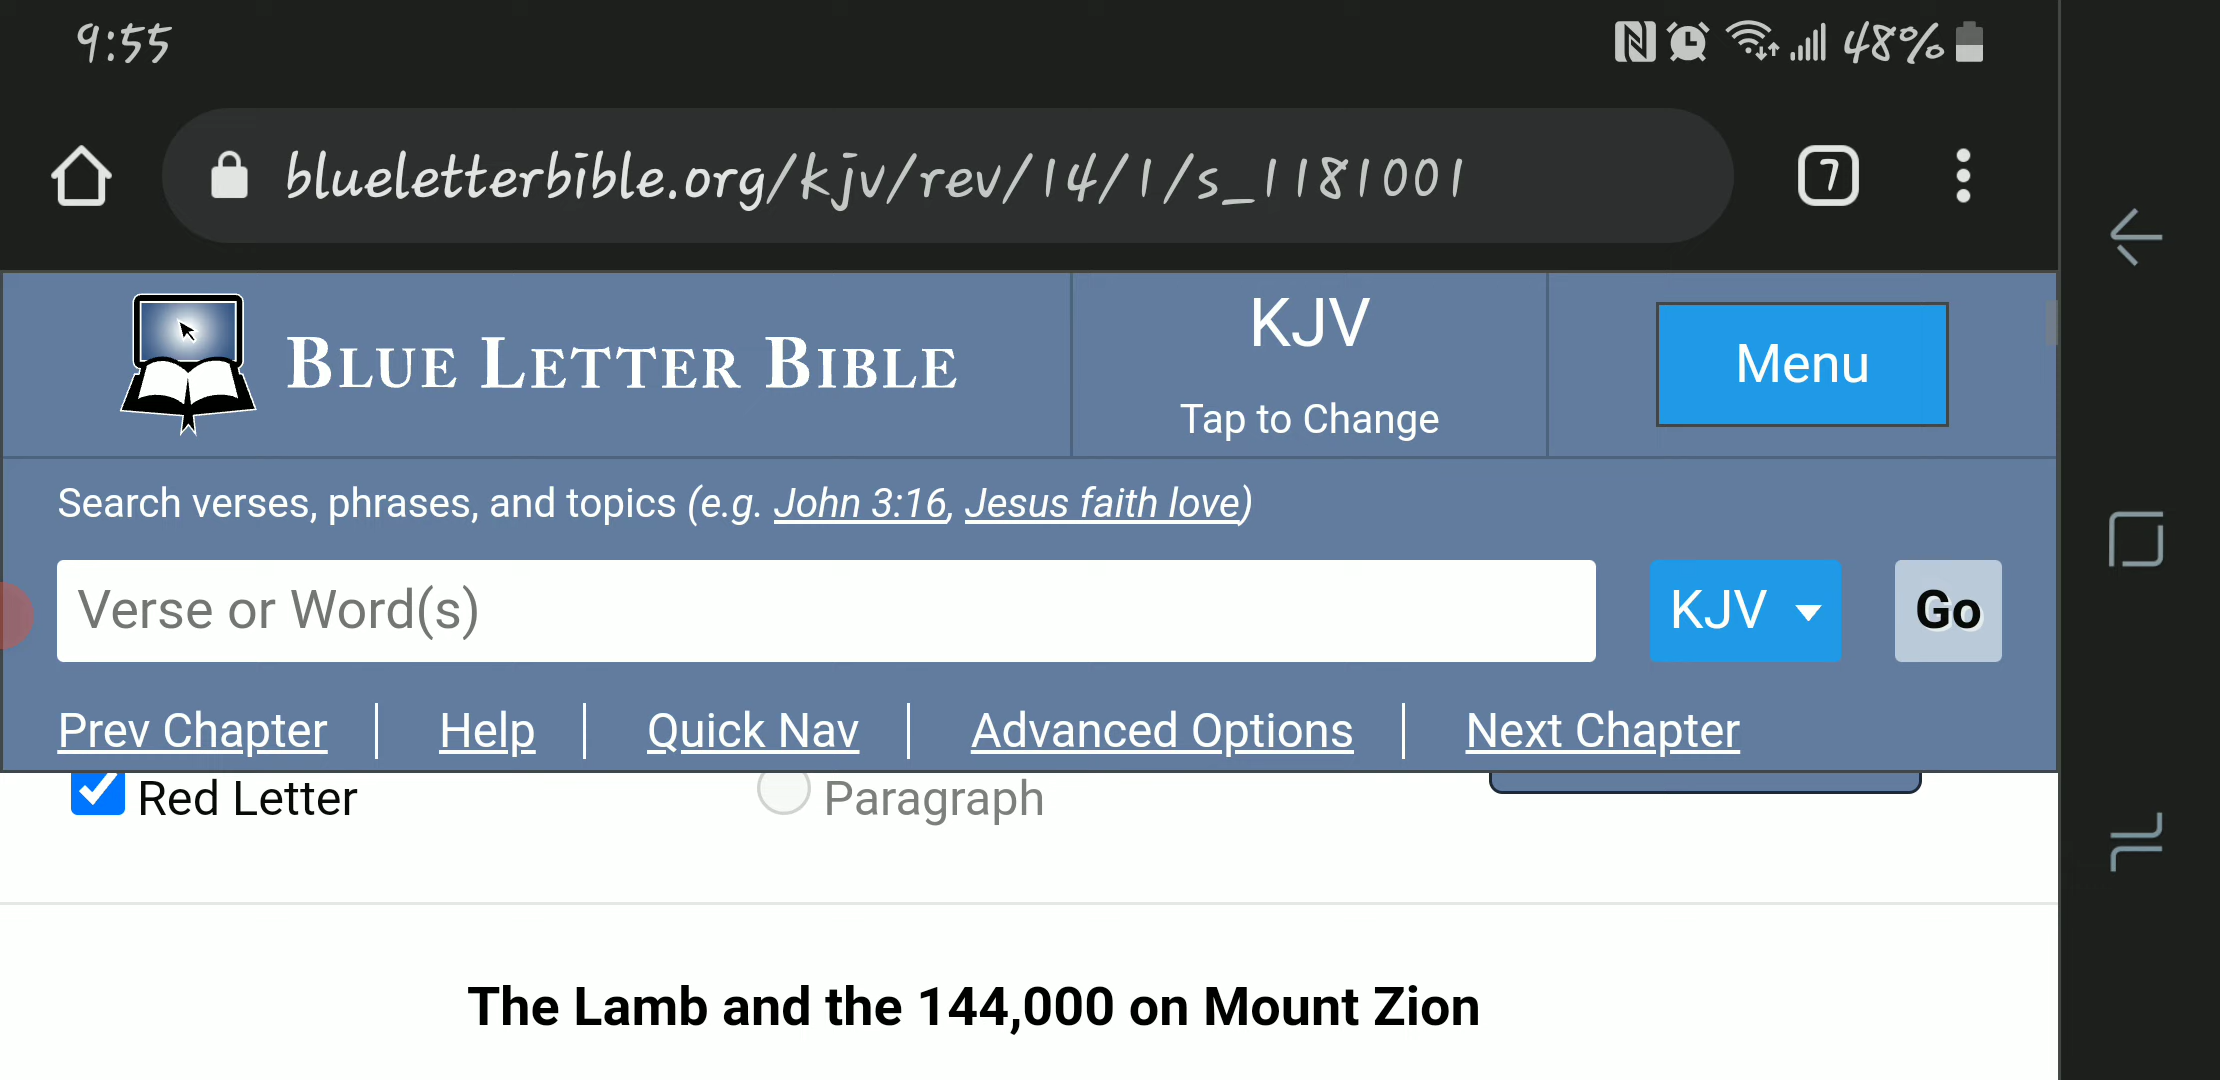 9:55 48%
blueletterbible.org/kjv/rev/14/1/s_1181001 7
BLUE LETTER BIBLE KJV Menu
Tap to Change
Search verses, phrases, and topics (e.g. John 3:16, Jesus faith love)
Verse or Word(s) KJV Go
Prev Chapter | Help | Quick Nav | Advanced Options | Next Chapter
Red Letter Paragraph
The Lamb and the 144,000 on Mount Zion